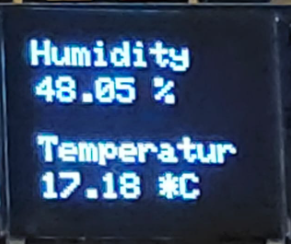 Humidity
48.05 %
Temperatur
17.18 *C